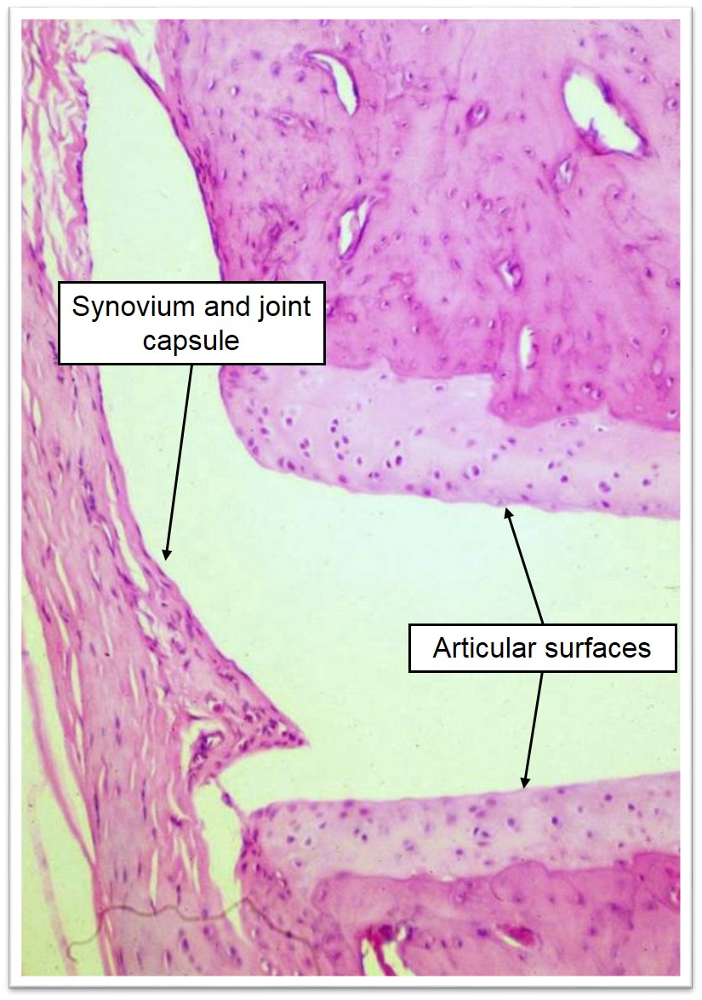 Synovium and joint
capsule
Articular surfaces